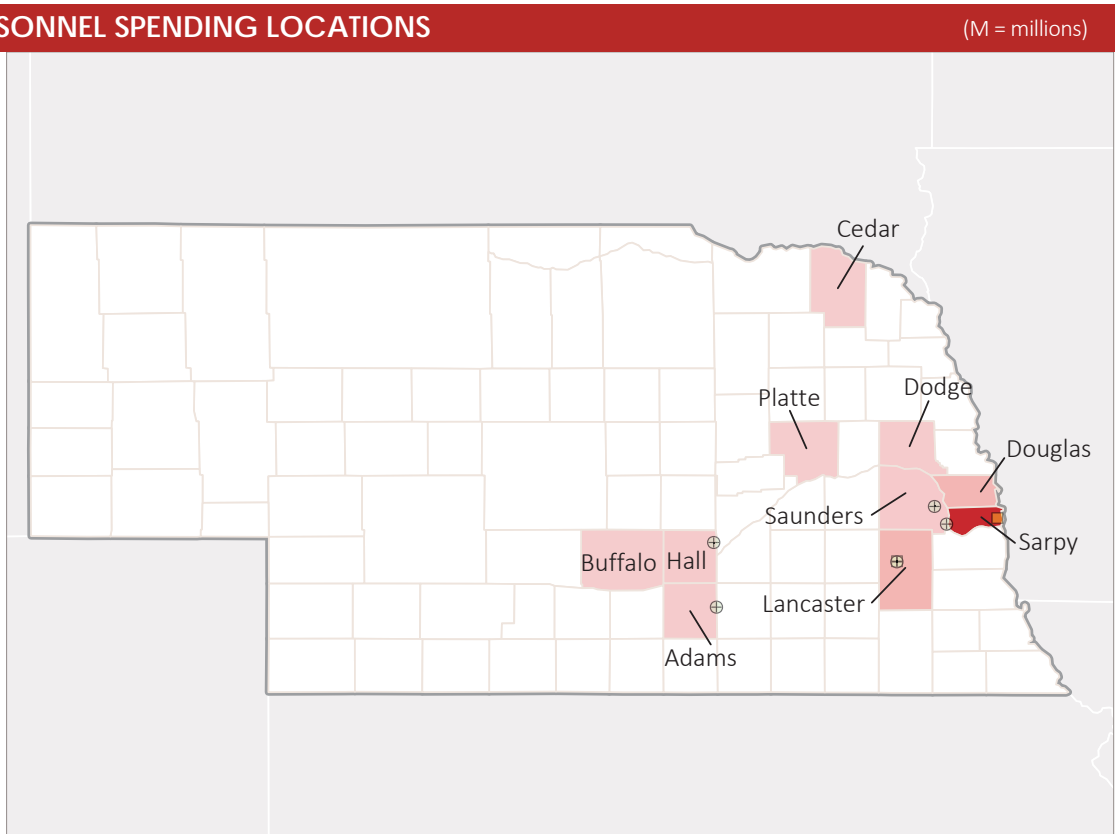 SONNEL SPENDING LOCATIONS (M = millions)
Cedar
Platte
Dodge
Douglas
Saunders
Sarpy
Buffalo
Hall
Lancaster
Adams